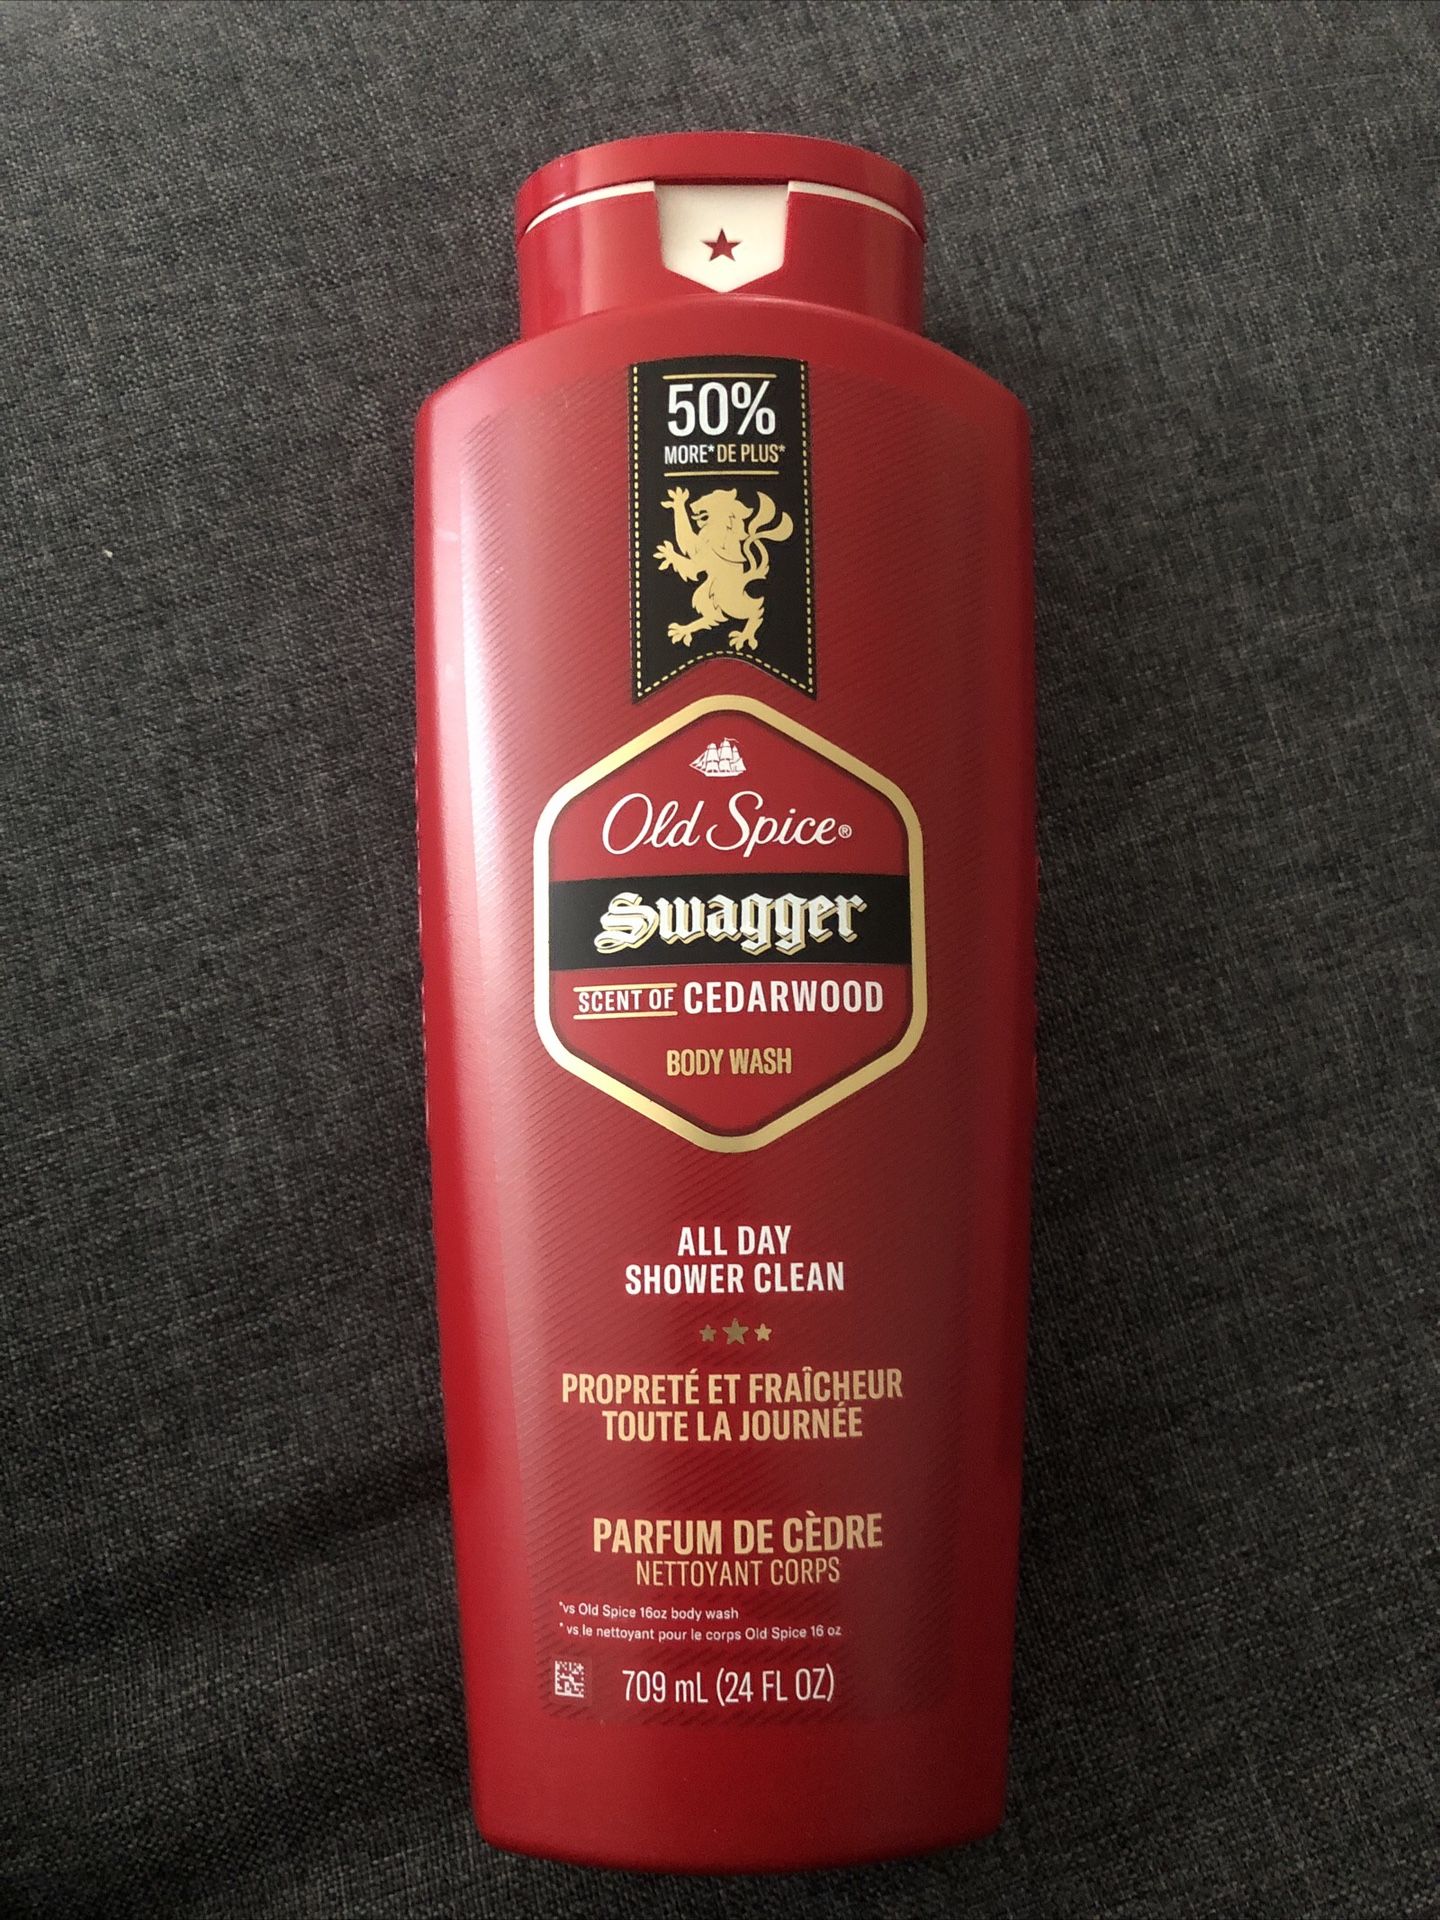 50%
MORE* DE PLUS*
Old Spice®
Swagger
SCENT OF CEDARWOOD
BODY WASH
ALL DAY
SHOWER CLEAN
PROPRETÉ ET FRAÎCHEUR
TOUTE LA JOURNÉE
PARFUM DE CÈDRE
NETTOYANT CORPS
*vs Old Spice 16oz body wash
* vs le nettoyant pour le corps Old Spice 16 oz
709 mL (24 FL OZ)